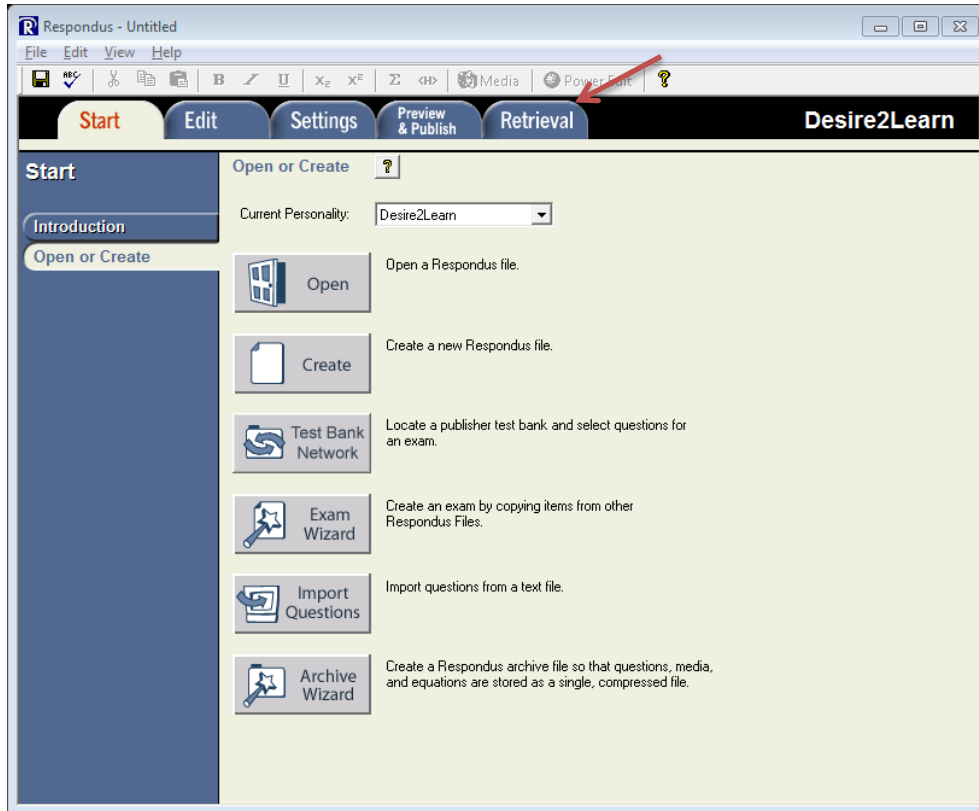 Respondus - Untitled
File Edit View Help
ABC B I U X₂ X² Σ <H> Media Power Edit ?
Start Edit Settings Preview & Publish Retrieval Desire2Learn
Start
Introduction
Open or Create
Open or Create ?
Current Personality: Desire2Learn
Open
Open a Respondus file.
Create
Create a new Respondus file.
Test Bank
Network
Locate a publisher test bank and select questions for
an exam.
Exam
Wizard
Create an exam by copying items from other
Respondus Files.
Import
Questions
Import questions from a text file.
Archive
Wizard
Create a Respondus archive file so that questions, media,
and equations are stored as a single, compressed file.